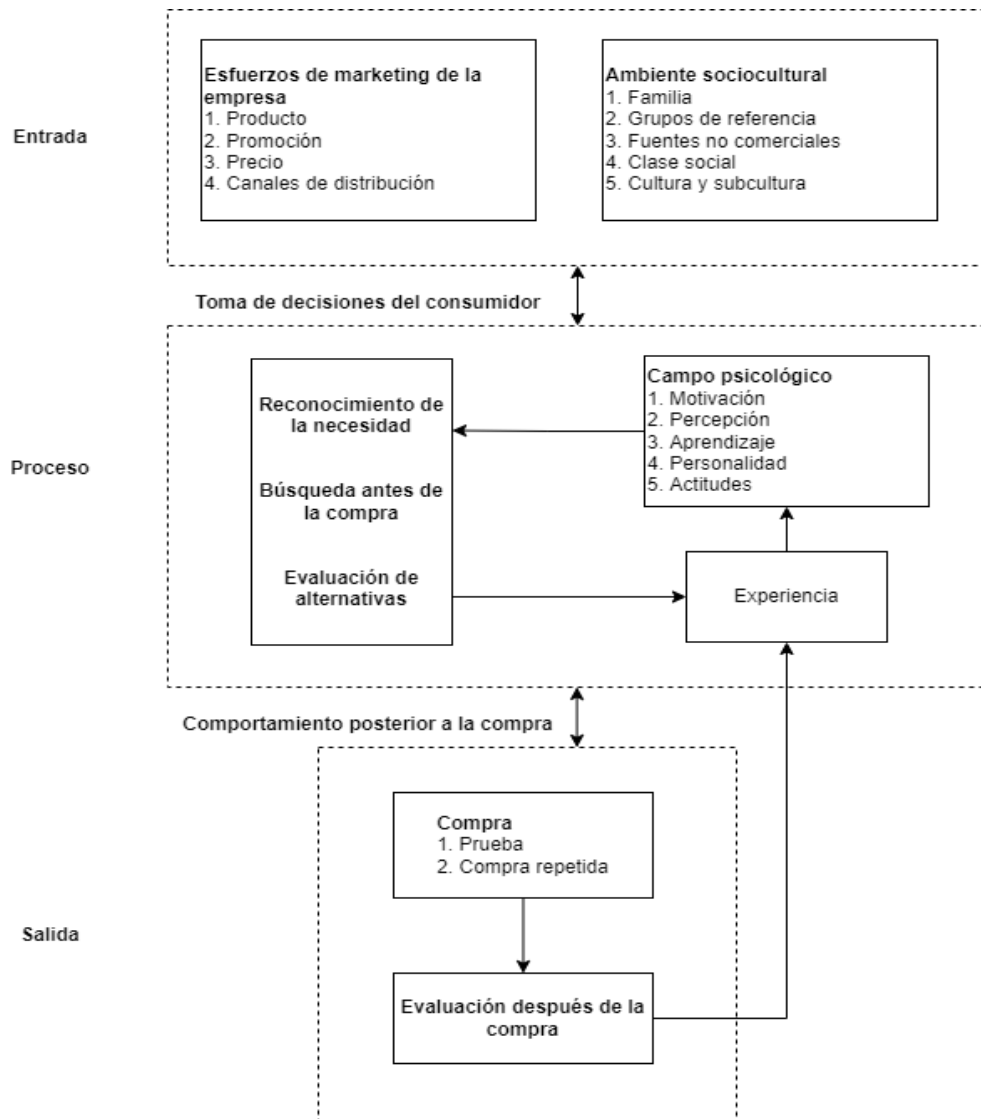 Entrada
Esfuerzos de marketing de la
empresa
1. Producto
2. Promoción
3. Precio
4. Canales de distribución
Ambiente sociocultural
1. Familia
2. Grupos de referencia
3. Fuentes no comerciales
4. Clase social
5. Cultura y subcultura
Toma de decisiones del consumidor
Proceso
Reconocimiento de
la necesidad
Búsqueda antes de
la compra
Evaluación de
alternativas
Campo psicológico
1. Motivación
2. Percepción
3. Aprendizaje
4. Personalidad
5. Actitudes
Experiencia
Comportamiento posterior a la compra
Salida
Compra
1. Prueba
2. Compra repetida
Evaluación después de la
compra